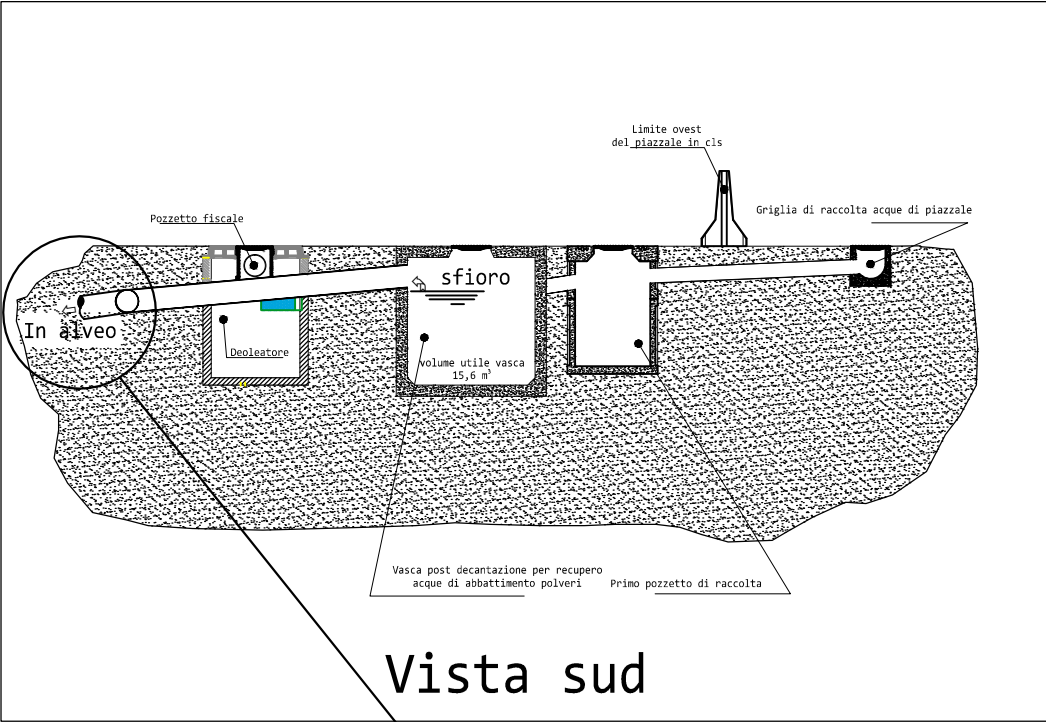 Limite ovest
del piazzale in cls
Griglia di raccolta acque di piazzale
Pozzetto fiscale
sfioro
In alveo
Deoleatore
volume utile vasca
15,6 m³
Vasca post decantazione per recupero
acque di abbattimento polveri
Primo pozzetto di raccolta
Vista sud